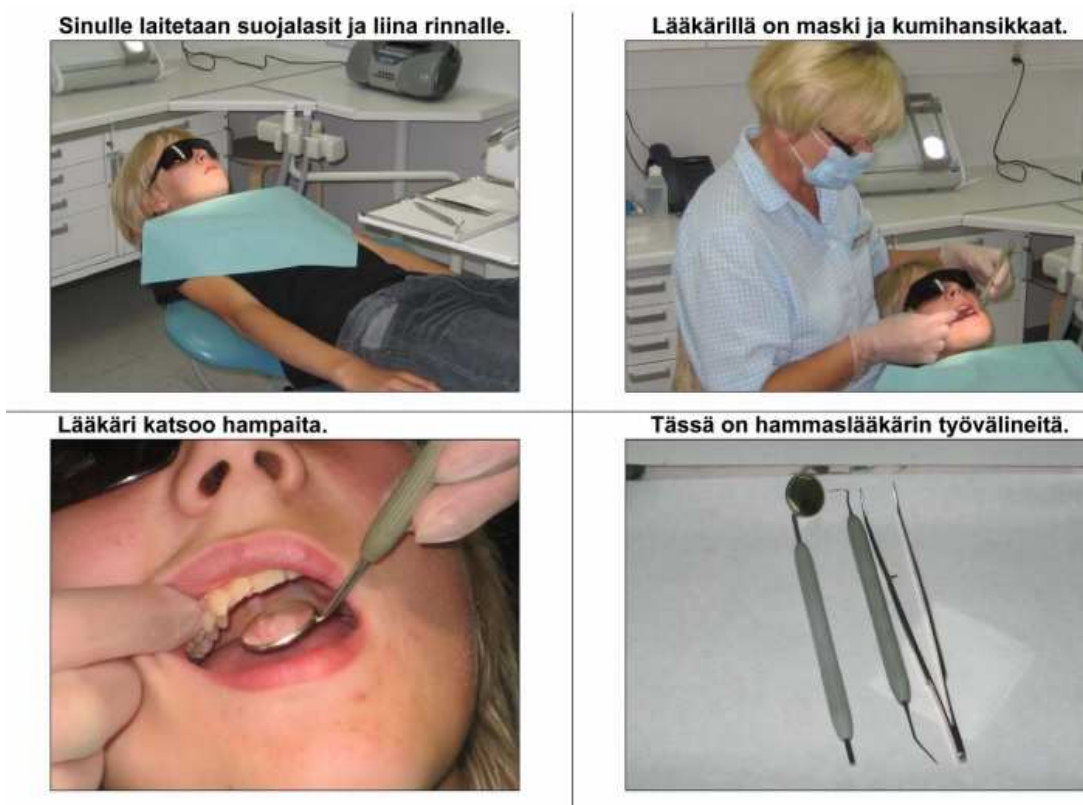 Sinulle laitetaan suojalasit ja liina rinnalle.
Lääkärillä on maski ja kumihansikkaat.
Lääkäri katsoo hampaita.
Tässä on hammaslääkärin työvälineitä.